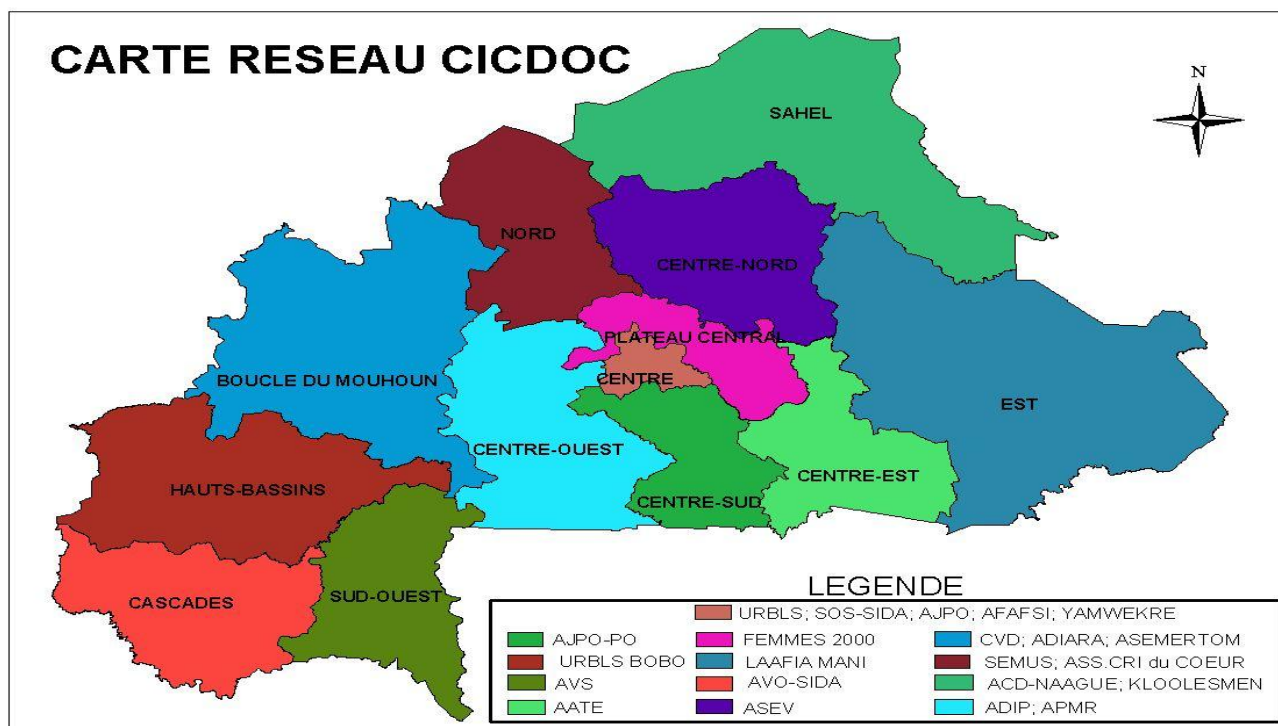 CARTE RESEAU CICDOC
N
SAHEL
NORD
CENTRE-NORD
PLATEAU CENTRAL
BOUCLE DU MOUHOUN
CENTRE
EST
CENTRE-OUEST
CENTRE-EST
HAUTS-BASSINS
CENTRE-SUD
CASCADES
SUD-OUEST
LEGENDE
URBLS; SOS-SIDA; AJPO; AFAFSI; YAMWEKRE
AJPO-PO
FEMMES 2000
CVD; ADIARA; ASEMERTOM
URBLS BOBO
LAAFIA MANI
SEMUS; ASS.CRI du COEUR
AVS
AVO-SIDA
ACD-NAAGUE; KLOOLESMEN
AATE
ASEV
ADIP; APMR